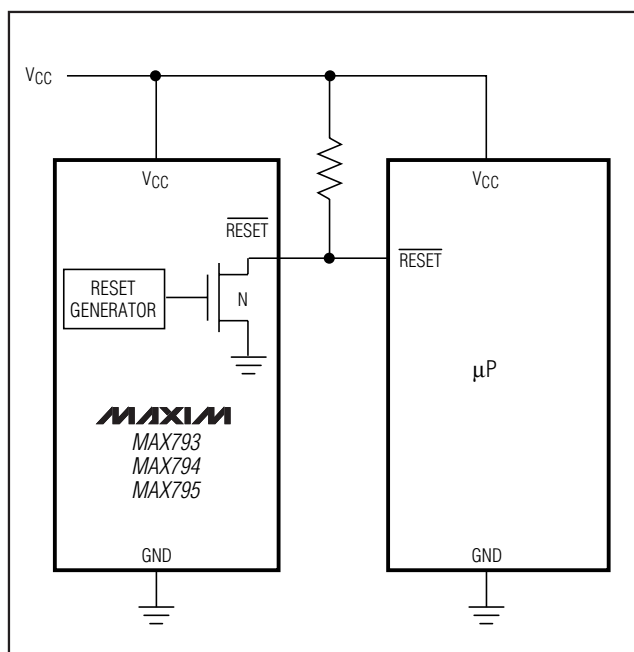 VCC
VCC
VCC
RESET
RESET
RESET
GENERATOR
N
µP
MAXIM
MAX793
MAX794
MAX795
GND
GND